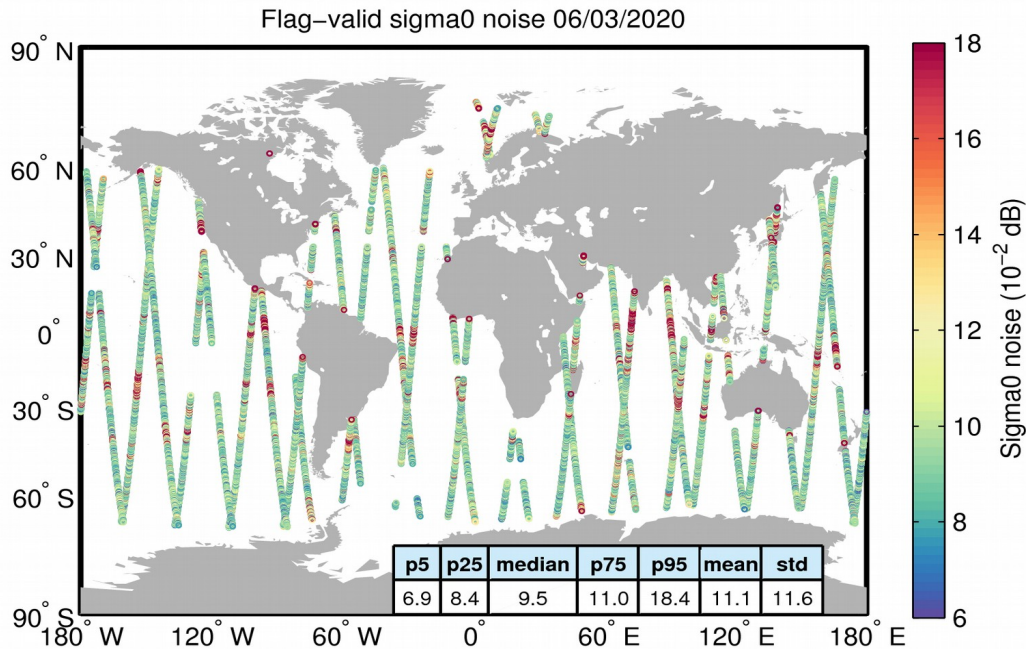 Flag−valid sigma0 noise 06/03/2020
90° N
60° N
30° N
0°
30° S
60° S
90° S
180° W
120° W
60° W
0°
60° E
120° E
180° E
p5 p25 median p75 p95 mean std
6.9 8.4 9.5 11.0 18.4 11.1 11.6
18
16
14
12
10
8
6
Sigma0 noise (10⁻² dB)